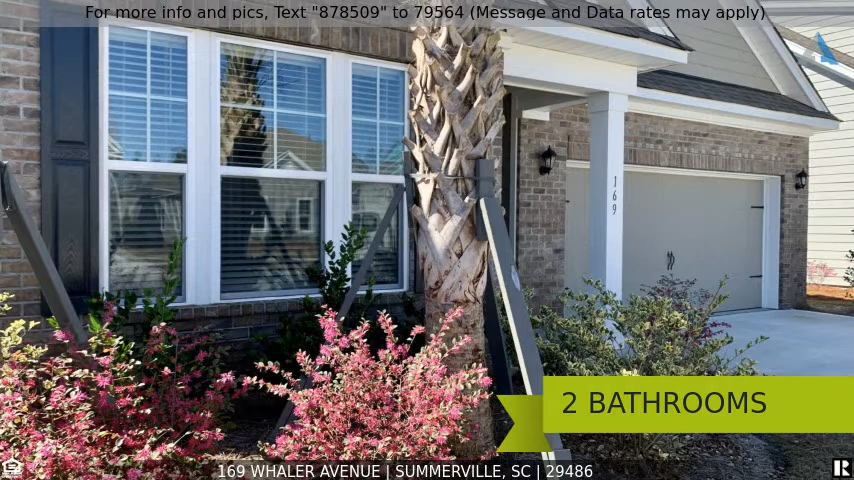 For more info and pics, Text "878509" to 79564 (Message and Data rates may apply)
169
2 BATHROOMS
169 WHALER AVENUE | SUMMERVILLE, SC | 29486
R